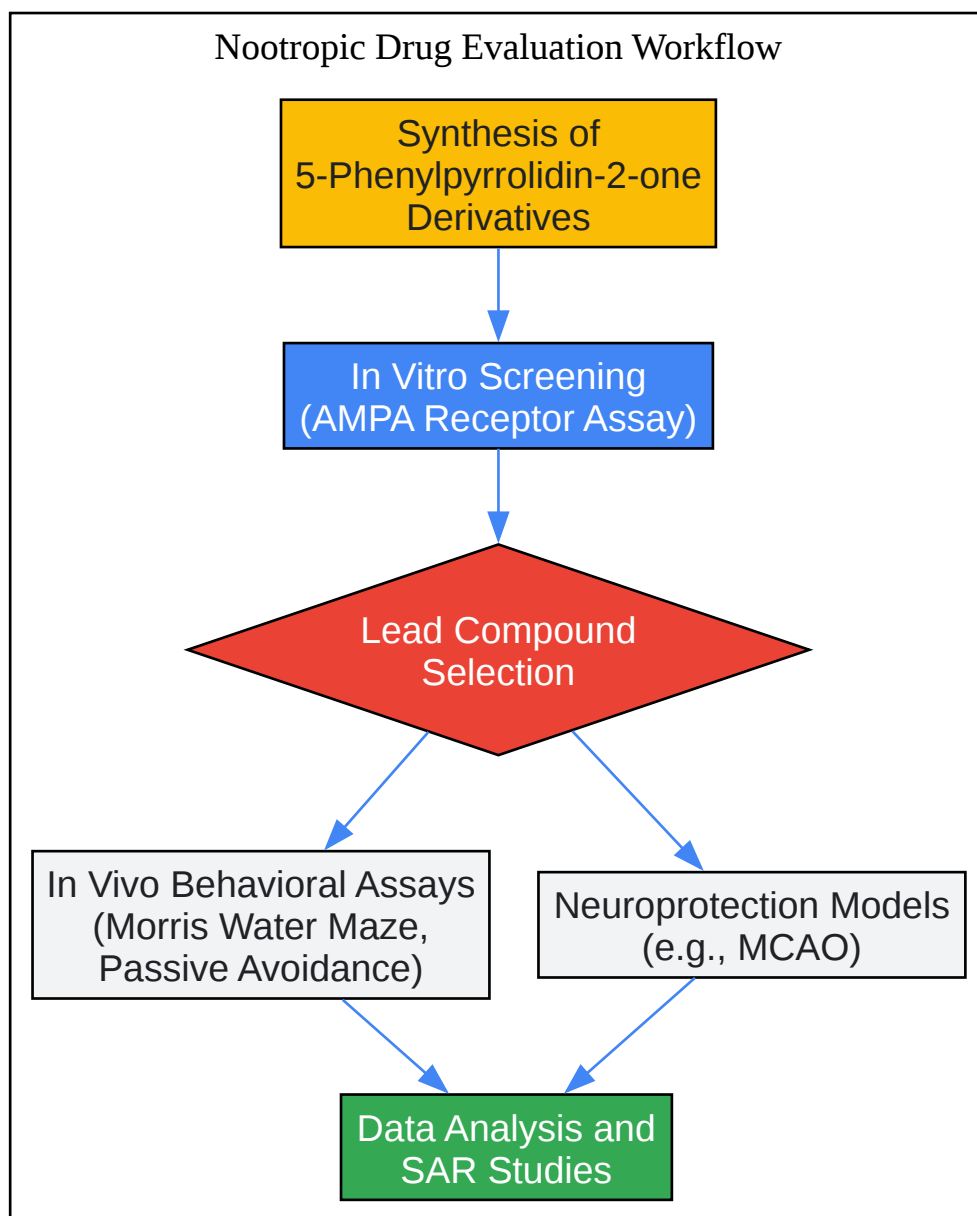 Nootropic Drug Evaluation Workflow
Synthesis of
5-Phenylpyrrolidin-2-one
Derivatives
In Vitro Screening
(AMPA Receptor Assay)
Lead Compound
Selection
In Vivo Behavioral Assays
(Morris Water Maze,
Passive Avoidance)
Neuroprotection Models
(e.g., MCAO)
Data Analysis and
SAR Studies